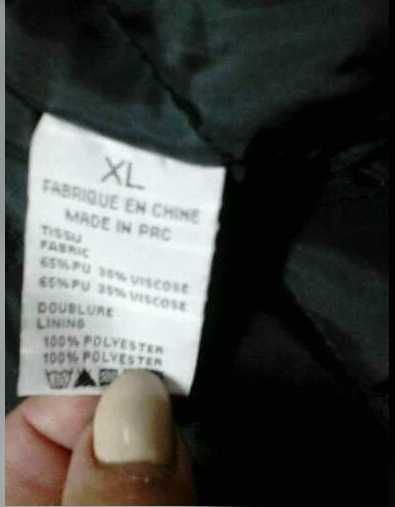 XL
FABRIQUE EN CHINE
MADE IN PRC
TISSU
FABRIC
65%PU 35% VISCOSE
65%PU 35% VISCOSE
DOUBLURE
LINING
100% POLYESTER
100% POLYESTER